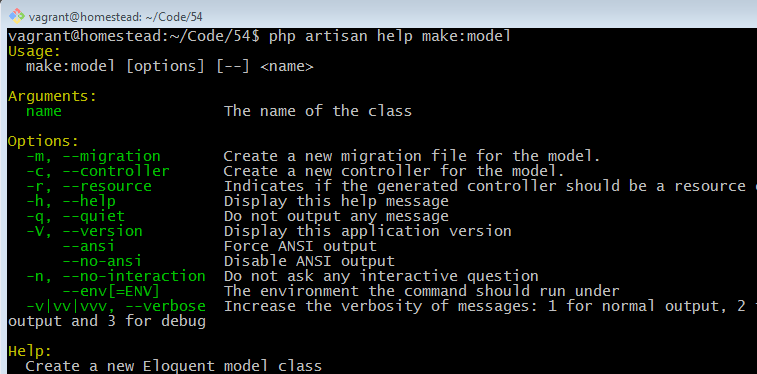 vagrant@homestead: ~/Code/54
vagrant@homestead:~/Code/54$ php artisan help make:model
Usage:
  make:model [options] [--] <name>
Arguments:
  name                  The name of the class
Options:
  -m, --migration       Create a new migration file for the model.
  -c, --controller      Create a new controller for the model.
  -r, --resource        Indicates if the generated controller should be a resource
  -h, --help            Display this help message
  -q, --quiet           Do not output any message
  -V, --version         Display this application version
      --ansi            Force ANSI output
      --no-ansi         Disable ANSI output
  -n, --no-interaction  Do not ask any interactive question
      --env[=ENV]       The environment the command should run under
  -v|vv|vvv, --verbose  Increase the verbosity of messages: 1 for normal output, 2
output and 3 for debug
Help:
  Create a new Eloquent model class